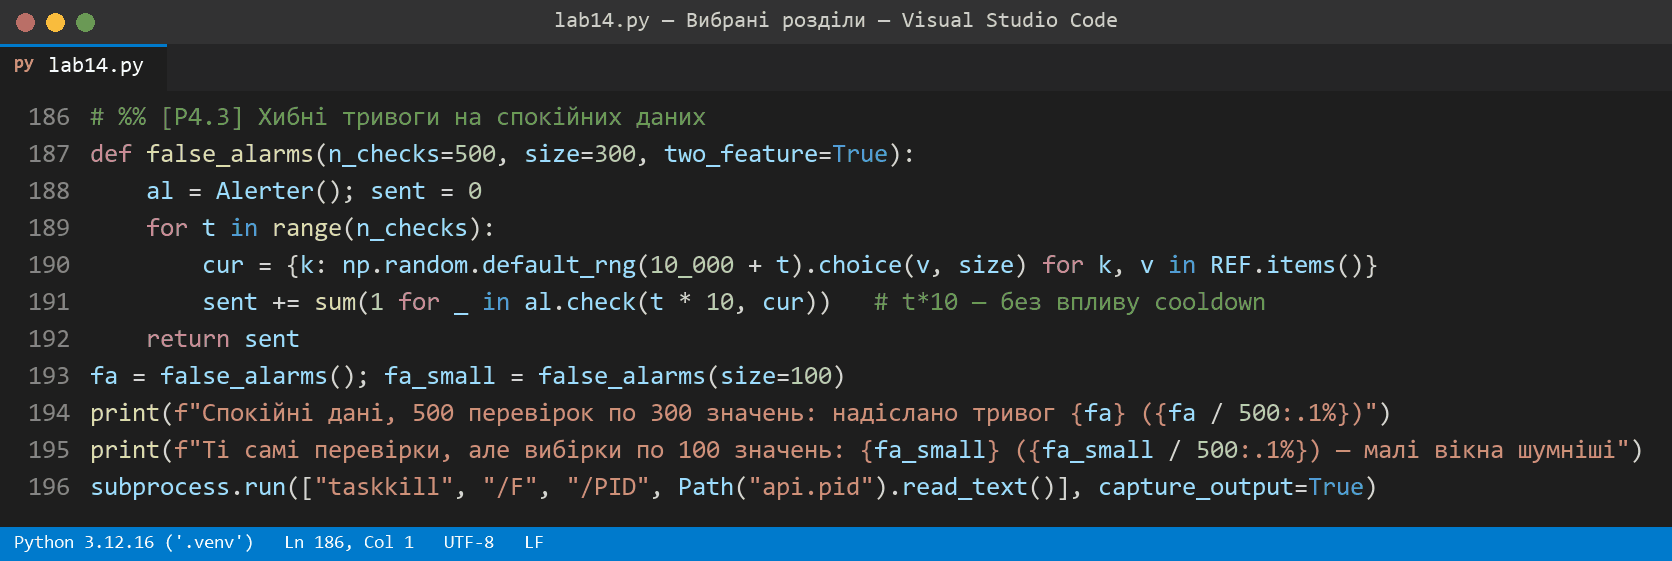 lab14.py — Вибрані розділи — Visual Studio Code
py lab14.py
186 # %% [P4.3] Хибні тривоги на спокійних даних
187 def false_alarms(n_checks=500, size=300, two_feature=True):
188     al = Alerter(); sent = 0
189     for t in range(n_checks):
190         cur = {k: np.random.default_rng(10_000 + t).choice(v, size) for k, v in REF.items()}
191         sent += sum(1 for _ in al.check(t * 10, cur))   # t*10 — без впливу cooldown
192     return sent
193 fa = false_alarms(); fa_small = false_alarms(size=100)
194 print(f"Спокійні дані, 500 перевірок по 300 значень: надіслано тривог {fa} ({fa / 500:.1%})")
195 print(f"Ті самі перевірки, але вибірки по 100 значень: {fa_small} ({fa_small / 500:.1%}) — малі вікна шумніші")
196 subprocess.run(["taskkill", "/F", "/PID", Path("api.pid").read_text()], capture_output=True)
Python 3.12.16 ('.venv') Ln 186, Col 1 UTF-8 LF